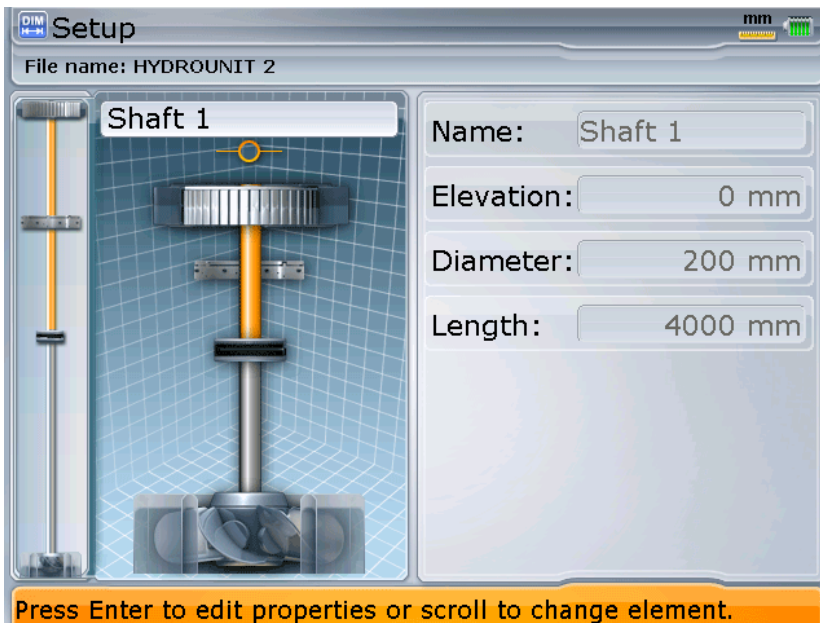 DIM
Setup
mm
File name: HYDROUNIT 2
Shaft 1
Name: Shaft 1
Elevation: 0 mm
Diameter: 200 mm
Length: 4000 mm
Press Enter to edit properties or scroll to change element.